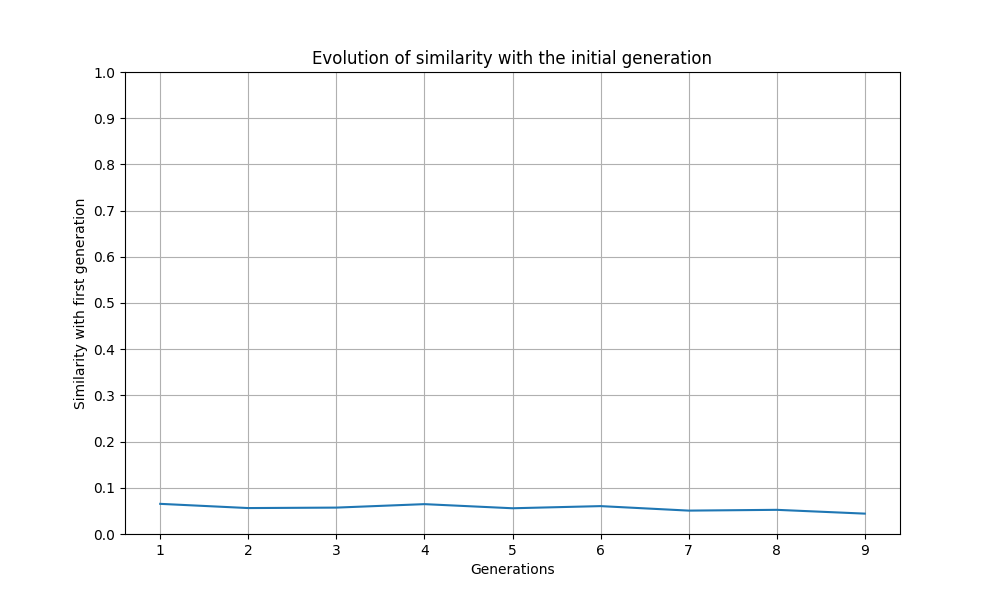 Evolution of similarity with the initial generation
1.0
0.9
0.8
0.7
0.6
0.5
0.4
0.3
0.2
0.1
0.0
Similarity with first generation
1 2 3 4 5 6 7 8 9
Generations